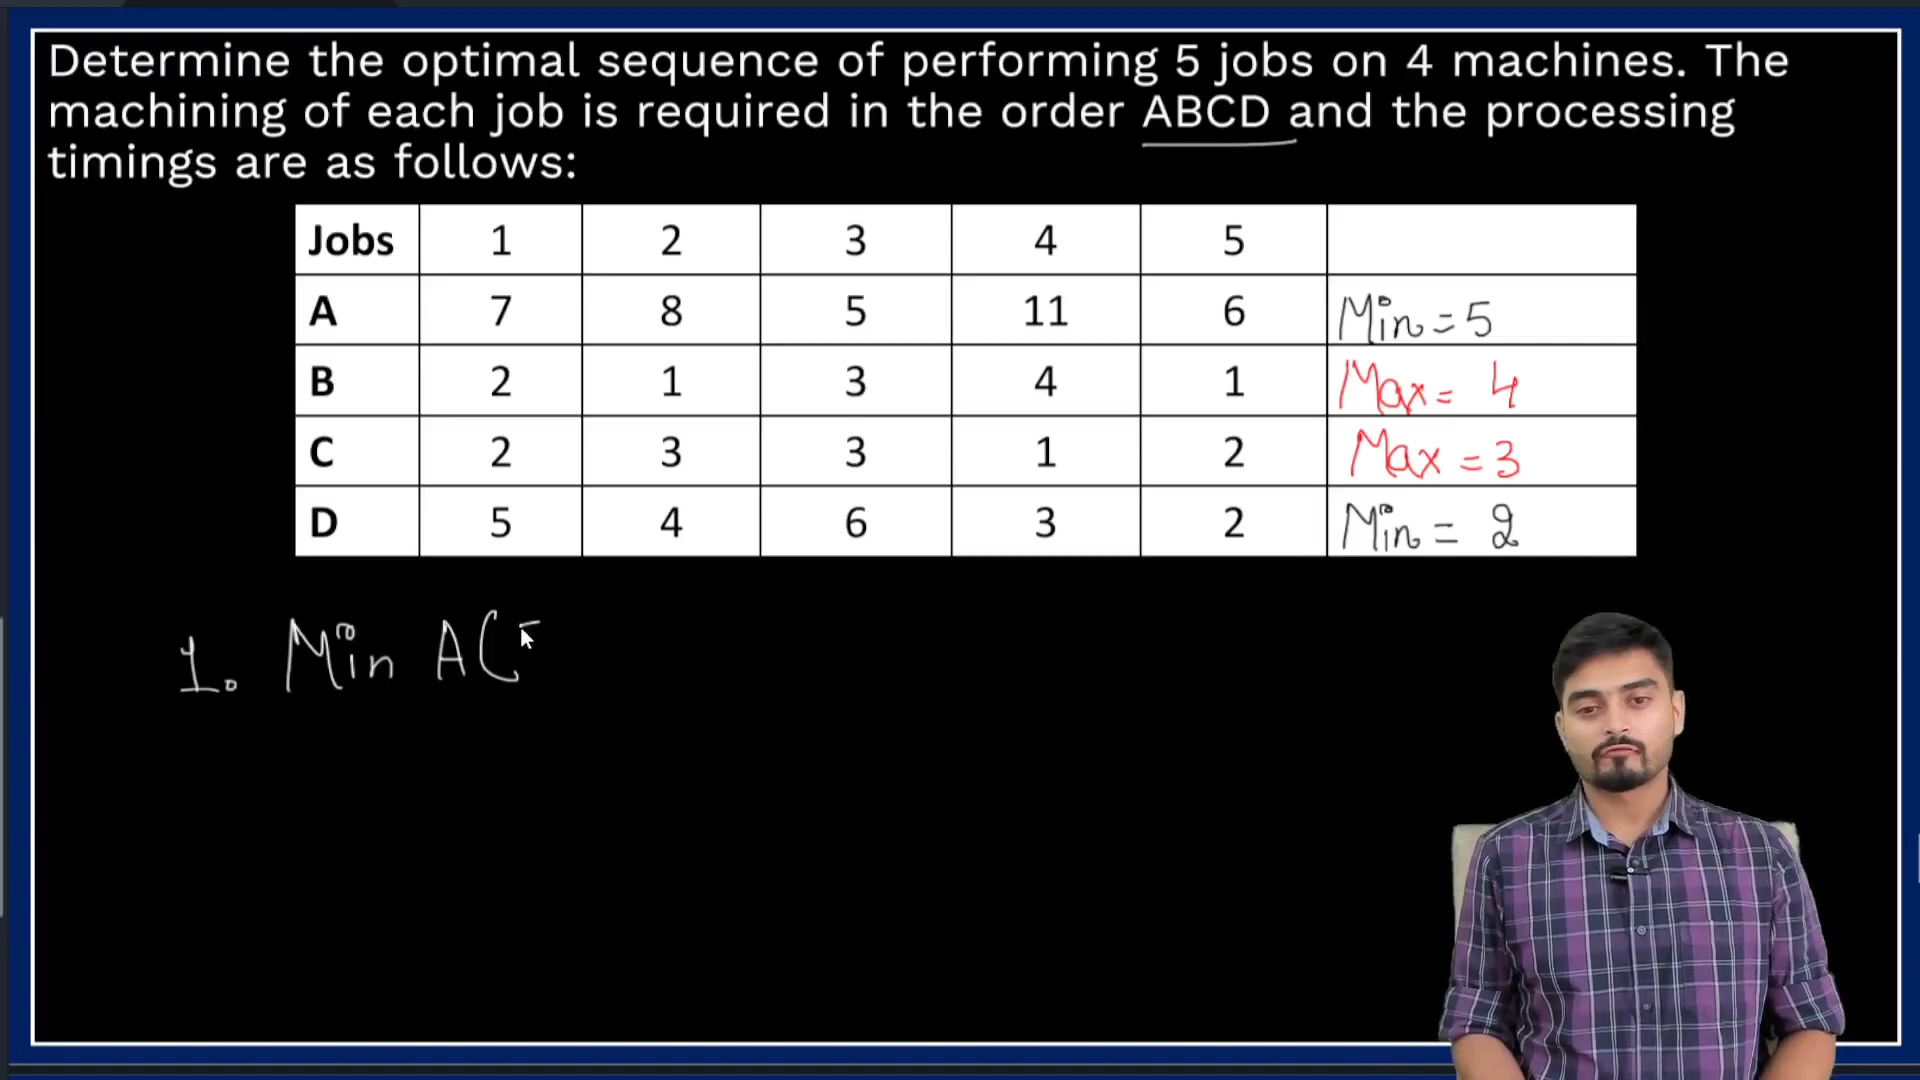 Determine the optimal sequence of performing 5 jobs on 4 machines. The
machining of each job is required in the order ABCD and the processing
timings are as follows:
Jobs 1 2 3 4 5
A 7 8 5 11 6 Min = 5
B 2 1 3 4 1 Max = 4
C 2 3 3 1 2 Max = 3
D 5 4 6 3 2 Min = 2
1. Min A(